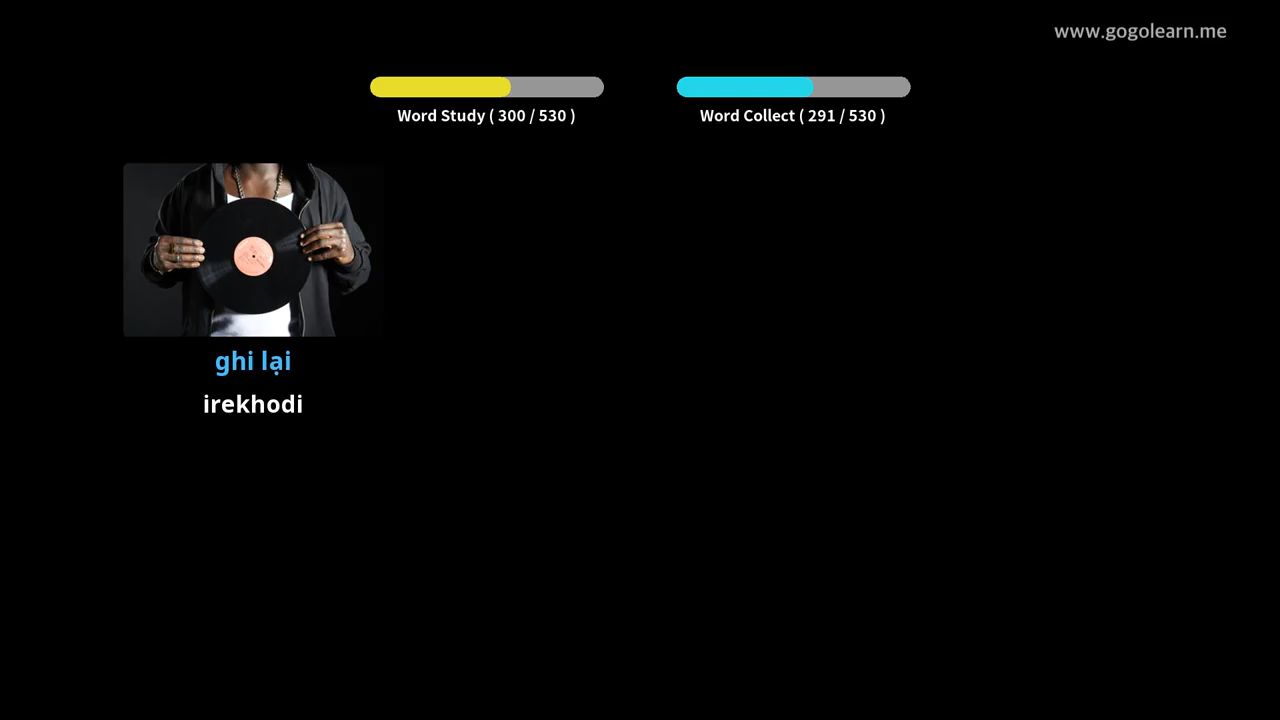 www.gogolearn.me
Word Study ( 300 / 530 )
Word Collect ( 291 / 530 )
ghi lại
irekhodi